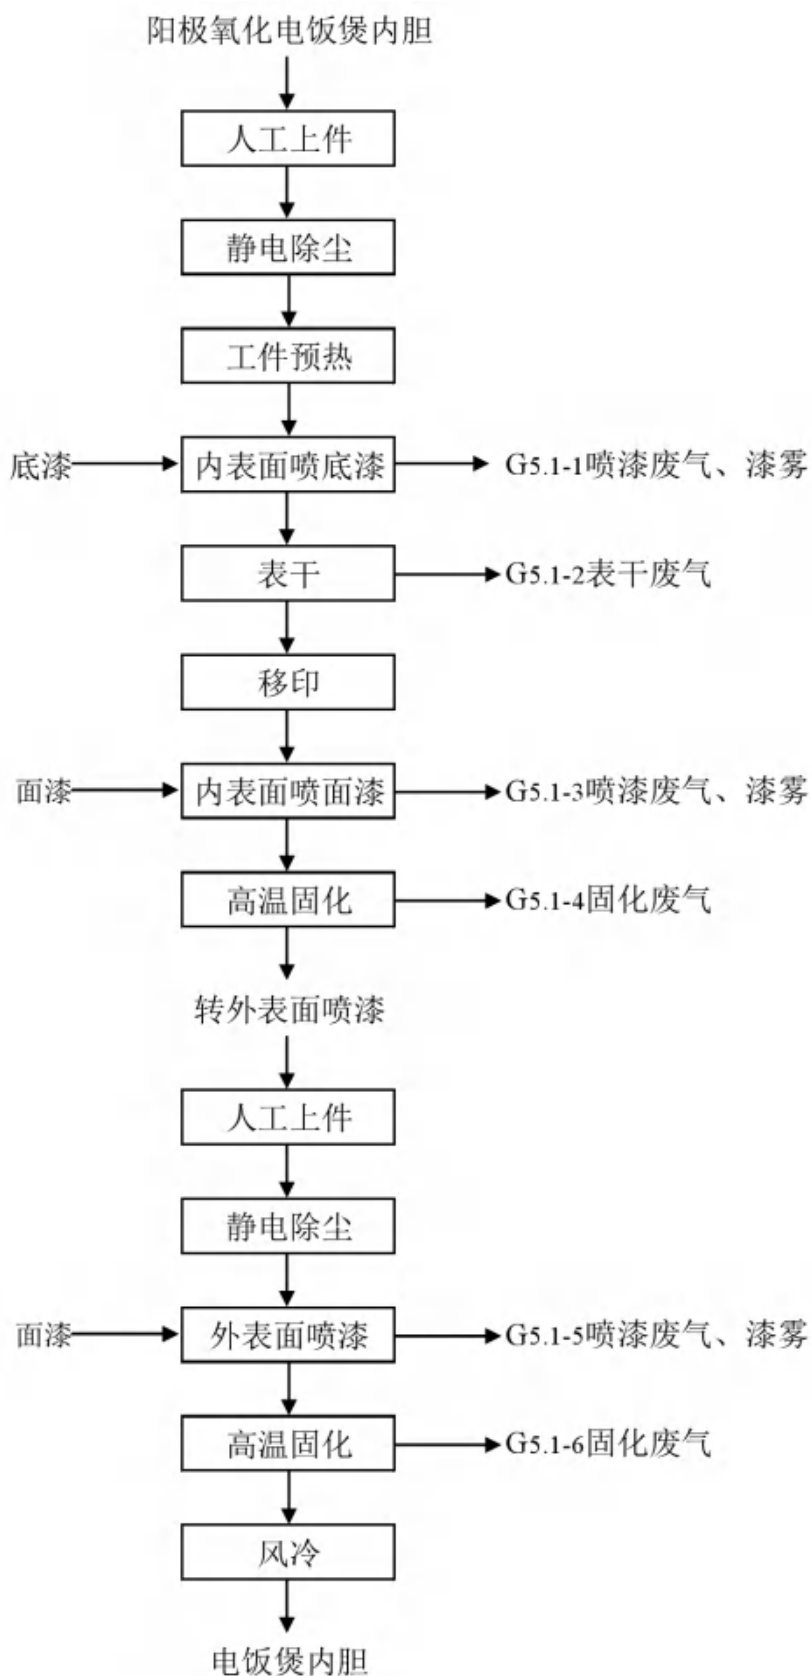 阳极氧化电饭煲内胆
人工上件
静电除尘
工件预热
底漆 内表面喷底漆 G5.1-1喷漆废气、漆雾
表干 G5.1-2表干废气
移印
面漆 内表面喷面漆 G5.1-3喷漆废气、漆雾
高温固化 G5.1-4固化废气
转外表面喷漆
人工上件
静电除尘
面漆 外表面喷漆 G5.1-5喷漆废气、漆雾
高温固化 G5.1-6固化废气
风冷
电饭煲内胆